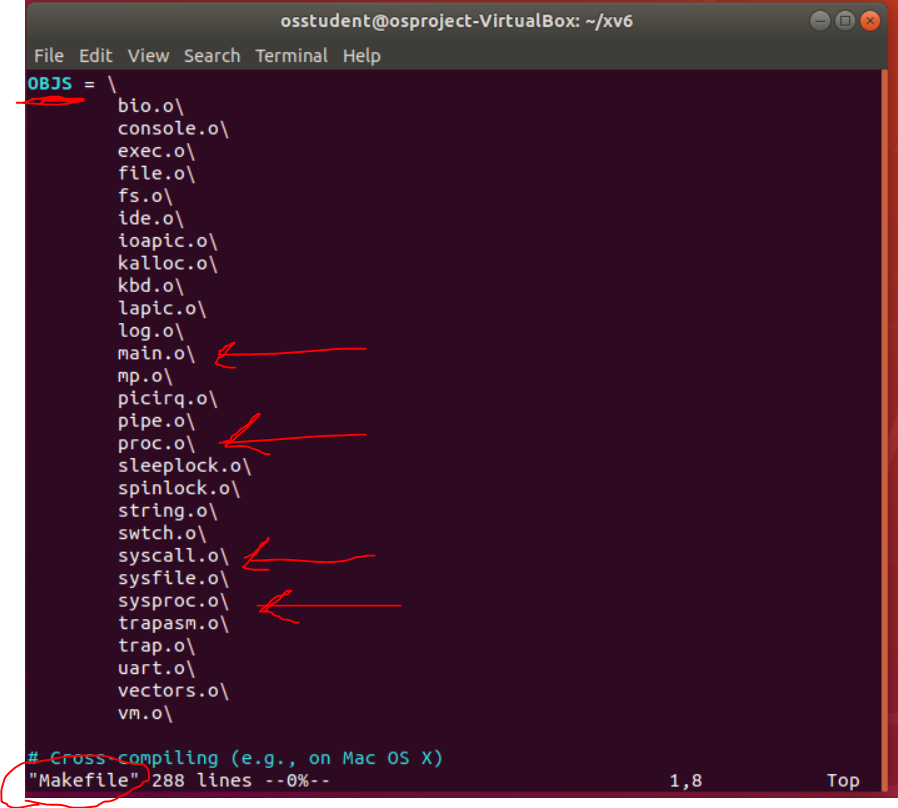 osstudent@osproject-VirtualBox: ~/xv6
File Edit View Search Terminal Help
OBJS = \
bio.o\
console.o\
exec.o\
file.o\
fs.o\
ide.o\
ioapic.o\
kalloc.o\
kbd.o\
lapic.o\
log.o\
main.o\
mp.o\
picirq.o\
pipe.o\
proc.o\
sleeplock.o\
spinlock.o\
string.o\
swtch.o\
syscall.o\
sysfile.o\
sysproc.o\
trapasm.o\
trap.o\
uart.o\
vectors.o\
vm.o\
# Cross-compiling (e.g., on Mac OS X)
"Makefile" 288 lines --0%-- 1,8 Top